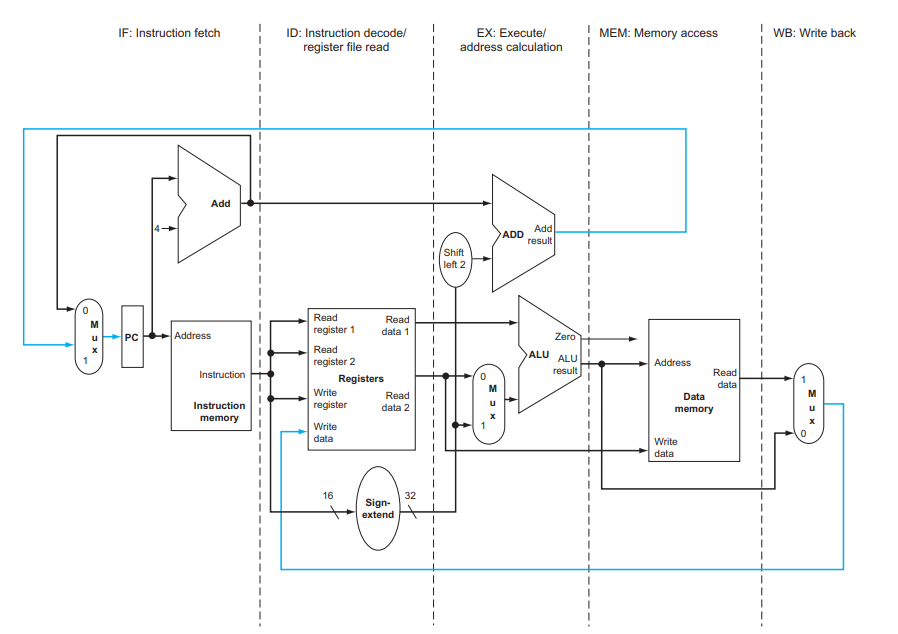 IF: Instruction fetch
ID: Instruction decode/
register file read
EX: Execute/
address calculation
MEM: Memory access
WB: Write back
Add
4
ADD
Add
result
Shift
left 2
0
M
u
x
1
PC
Address
Instruction
Instruction
memory
Read
register 1
Read
register 2
Write
register
Write
data
Registers
Read
data 1
Read
data 2
16
Sign-
extend
32
0
M
u
x
1
Zero
ALU
ALU
result
Address
Read
data
Data
memory
Write
data
1
M
u
x
0